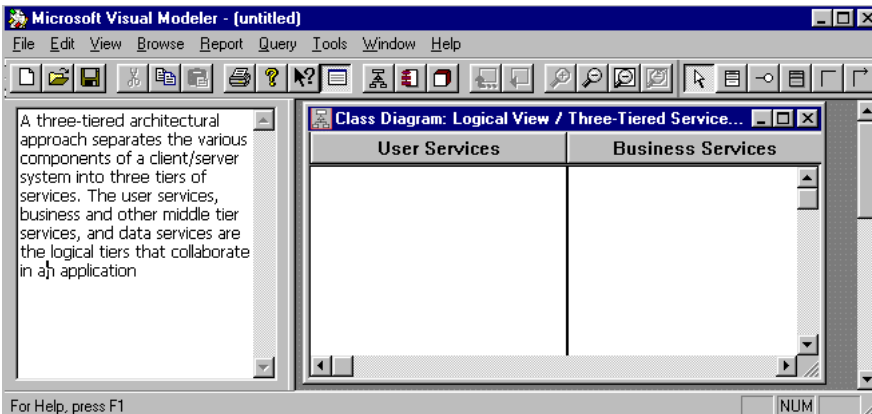 Microsoft Visual Modeler - (untitled)
File Edit View Browse Report Query Tools Window Help
A three-tiered architectural
approach separates the various
components of a client/server
system into three tiers of
services. The user services,
business and other middle tier
services, and data services are
the logical tiers that collaborate
in an application
Class Diagram: Logical View / Three-Tiered Service...
User Services Business Services
For Help, press F1 NUM